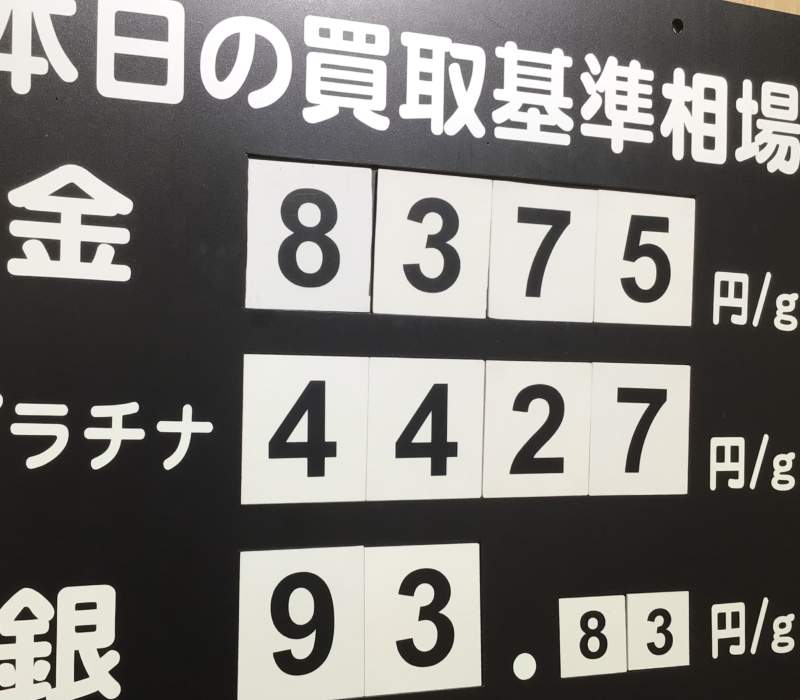 本日の買取基準相場
金 8375 円/g
プラチナ 4427 円/g
銀 93.83 円/g